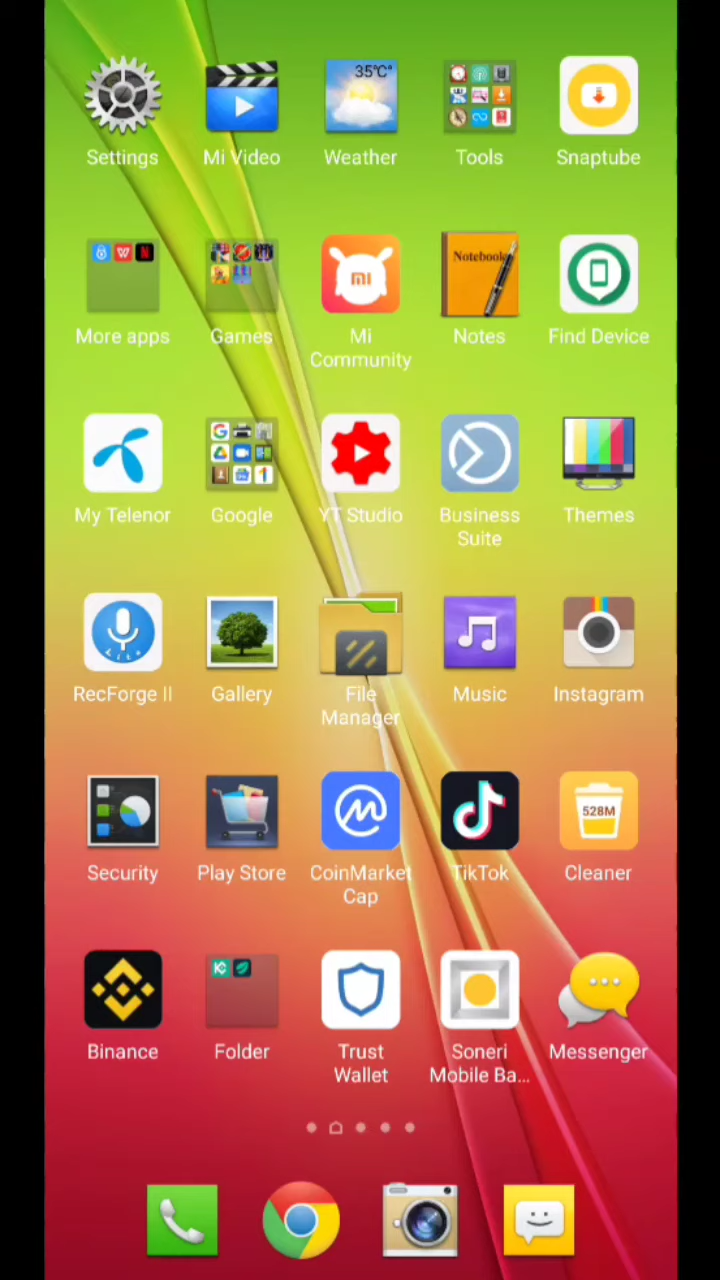 35℃°
Settings
Mi Video
Weather
Tools
Snaptube
Notebook
More apps
Games
mi
Mi
Community
Notes
Find Device
My Telenor
Google
YT Studio
Business
Suite
Themes
Lite
RecForge II
Gallery
File
Manager
Music
Instagram
528M
Security
Play Store
CoinMarket
Cap
TikTok
Cleaner
Binance
Folder
Trust
Wallet
Soneri
Mobile Ba...
Messenger